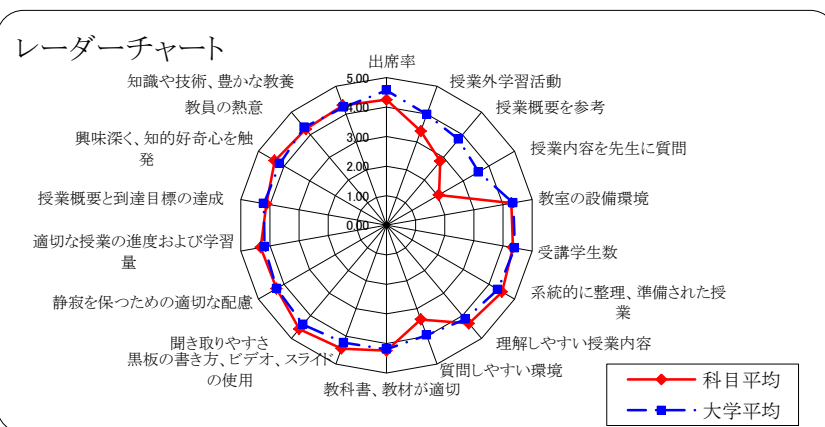 レーダーチャート
出席率
授業外学習活動
授業概要を参考
授業内容を先生に質問
教室の設備環境
受講学生数
系統的に整理、準備された授
業
理解しやすい授業内容
質問しやすい環境
教科書、教材が適切
黒板の書き方、ビデオ、スライド
の使用
聞き取りやすさ
静寂を保つための適切な配慮
適切な授業の進度および学習
量
授業概要と到達目標の達成
興味深く、知的好奇心を触
発
教員の熱意
知識や技術、豊かな教養
5.00
4.00
3.00
2.00
1.00
0.00
科目平均
大学平均